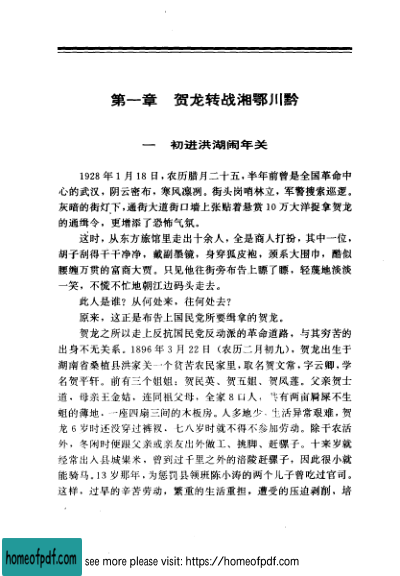 第一章 贺龙转战湘鄂川黔
一 初进洪湖闹年关
1928年1月18日，农历腊月二十五，半年前曾是全国革命中
心的武汉，阴云密布，寒风凛冽。街头岗哨林立，军警搜索巡逻。
灰暗的街灯下，通街大道街口墙上张贴着悬赏10万大洋捉拿贺龙
的通缉令，更增添了恐怖气氛。
这时，从东方旅馆里走出十余人，全是商人打扮，其中一位，
胡子刮得干干净净，戴副墨镜，身穿狐皮袍，颈系大围巾，酷似
腰缠万贯的富商大贾。只见他往街旁布告上瞟了瞟，轻蔑地淡淡
一笑，不慌不忙地朝江边码头走去。
此人是谁？从何处来，往何处去？
原来，这正是布告上国民党所要缉拿的贺龙。
贺龙之所以走上反抗国民党反动派的革命道路，与其穷苦的
出身不无关系。1896年3月22日（农历二月初九），贺龙出生于
湖南省桑植县洪家关一个贫苦农民家里，取名贺文常，字云卿，学
名贺平轩。前有三个姐姐：贺民英、贺五姐、贺凤莲。父亲贺士
道，母亲王金姑，连同祖父母，全家8口人，共有两亩屙屎不生
蛆的薄地，一座四扇三间的木板房。人多地少，生活异常艰难，贺
龙6岁时还没穿过裤衩，七八岁时就不得不参加劳动。除干农活
外，冬闲时便跟父亲或亲友出外做工、挑脚、赶骡子。十来岁就
经常出入县城柴米，曾到过千里之外的涪陵赶骡子，因此很小就
能骑马。13岁那年，为惩罚县领班陈小涛的两个儿子曾吃过官司。
这样，过早的辛苦劳动，繁重的生活重担，遭受的压迫剥削，培
homeofpdf.com
see more please visit: https://homeofpdf.com